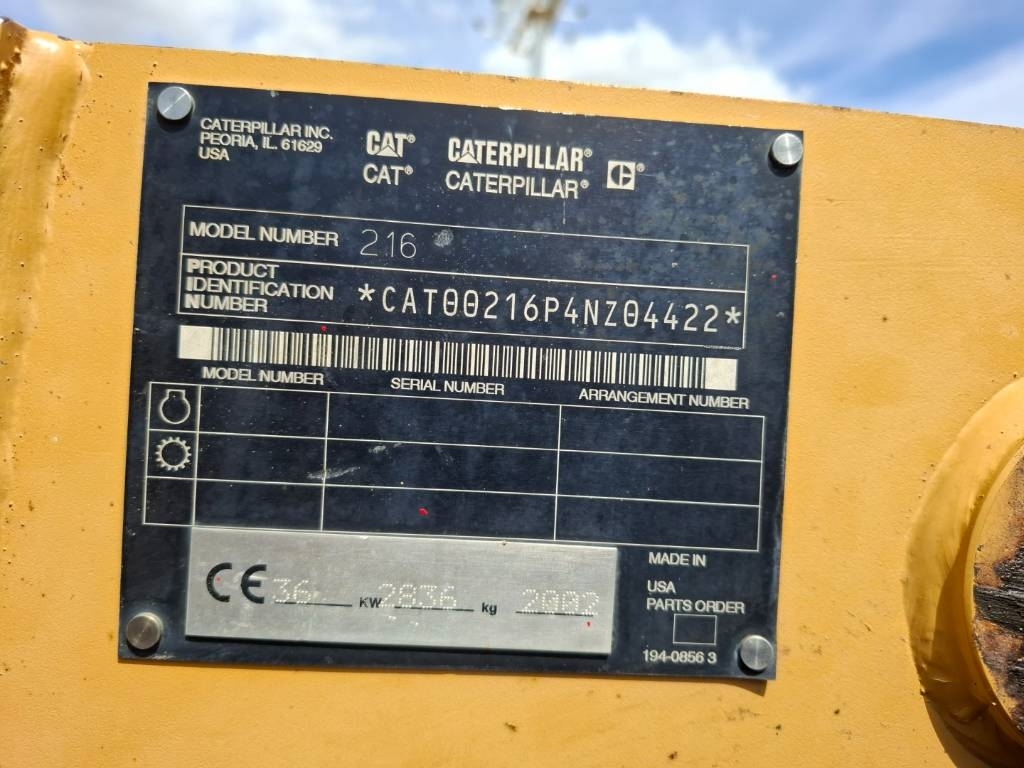 CATERPILLAR INC.
PEORIA, IL. 61629
USA
CAT®
CAT®
CATERPILLAR®
CATERPILLAR®
MODEL NUMBER 216
PRODUCT
IDENTIFICATION
NUMBER
*CAT00216P4NZ04422*
MODEL NUMBER SERIAL NUMBER ARRANGEMENT NUMBER
CE 36 KW 2836 kg 2002
MADE IN
USA
PARTS ORDER
194-0856 3